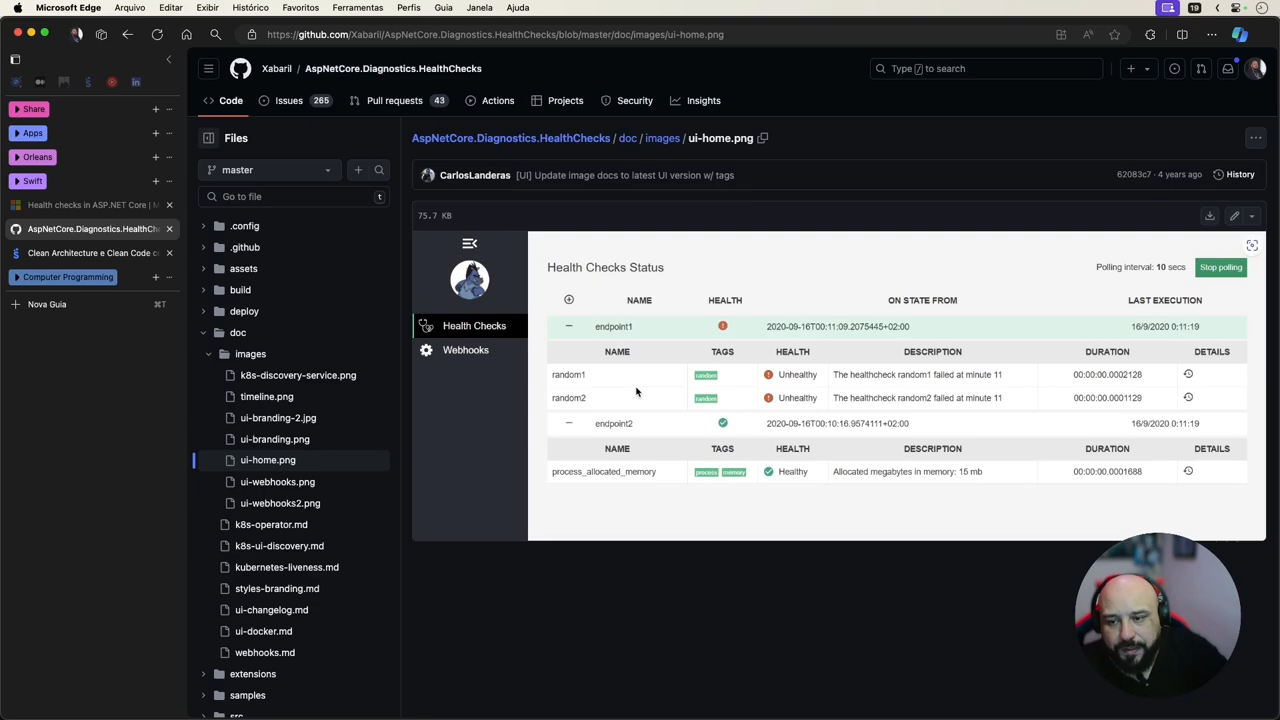 Microsoft Edge Arquivo Editar Exibir Histórico Favoritos Ferramentas Perfis Guia Janela Ajuda 19
https://github.com/Xabaril/AspNetCore.Diagnostics.HealthChecks/blob/master/doc/images/ui-home.png
Share
Apps
Orleans
Swift
Health checks in ASP.NET Core | M
AspNetCore.Diagnostics.HealthCh
Clean Architecture e Clean Code co
Computer Programming
Nova Guia ⌘T
Xabaril / AspNetCore.Diagnostics.HealthChecks
Type / to search
Code Issues 265 Pull requests 43 Actions Projects Security Insights
Files
master
Go to file t
.config
.github
assets
build
deploy
doc
images
k8s-discovery-service.png
timeline.png
ui-branding-2.jpg
ui-branding.png
ui-home.png
ui-webhooks.png
ui-webhooks2.png
k8s-operator.md
k8s-ui-discovery.md
kubernetes-liveness.md
styles-branding.md
ui-changelog.md
ui-docker.md
webhooks.md
extensions
samples
src
AspNetCore.Diagnostics.HealthChecks / doc / images / ui-home.png
CarlosLanderas [UI] Update image docs to latest UI version w/ tags 62083c7 · 4 years ago History
75.7 KB
Health Checks
Webhooks
Health Checks Status Polling interval: 10 secs Stop polling
NAME HEALTH ON STATE FROM LAST EXECUTION
endpoint1 2020-09-16T00:11:09.2075445+02:00 16/9/2020 0:11:19
NAME TAGS HEALTH DESCRIPTION DURATION DETAILS
random1 random Unhealthy The healthcheck random1 failed at minute 11 00:00:00.0002128
random2 random Unhealthy The healthcheck random2 failed at minute 11 00:00:00.0001129
endpoint2 2020-09-16T00:10:16.9574111+02:00 16/9/2020 0:11:19
NAME TAGS HEALTH DESCRIPTION DURATION DETAILS
process_allocated_memory process memory Healthy Allocated megabytes in memory: 15 mb 00:00:00.0001688